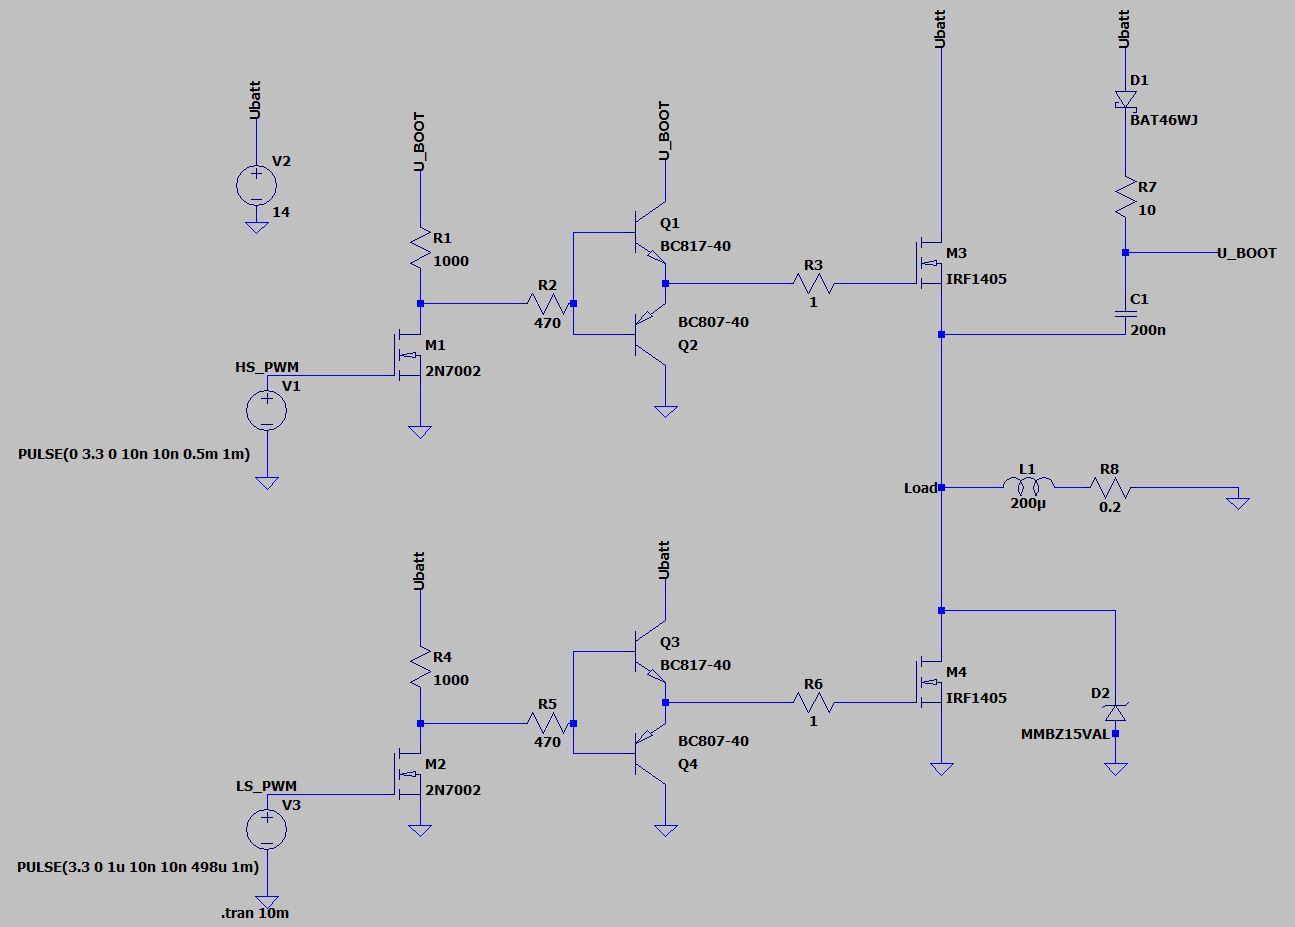 Ubatt
Ubatt
Ubatt
U_BOOT
U_BOOT
D1
BAT46WJ
V2
14
R7
10
Q1
BC817-40
R1
1000
M3
IRF1405
U_BOOT
R3
1
R2
470
C1
200n
BC807-40
Q2
M1
2N7002
HS_PWM
V1
PULSE(0 3.3 0 10n 10n 0.5m 1m)
Load
L1
200µ
R8
0.2
Ubatt
Ubatt
Q3
BC817-40
R4
1000
M4
IRF1405
R6
1
R5
470
D2
MMBZ15VAL
BC807-40
Q4
M2
2N7002
LS_PWM
V3
PULSE(3.3 0 1u 10n 10n 498u 1m)
.tran 10m